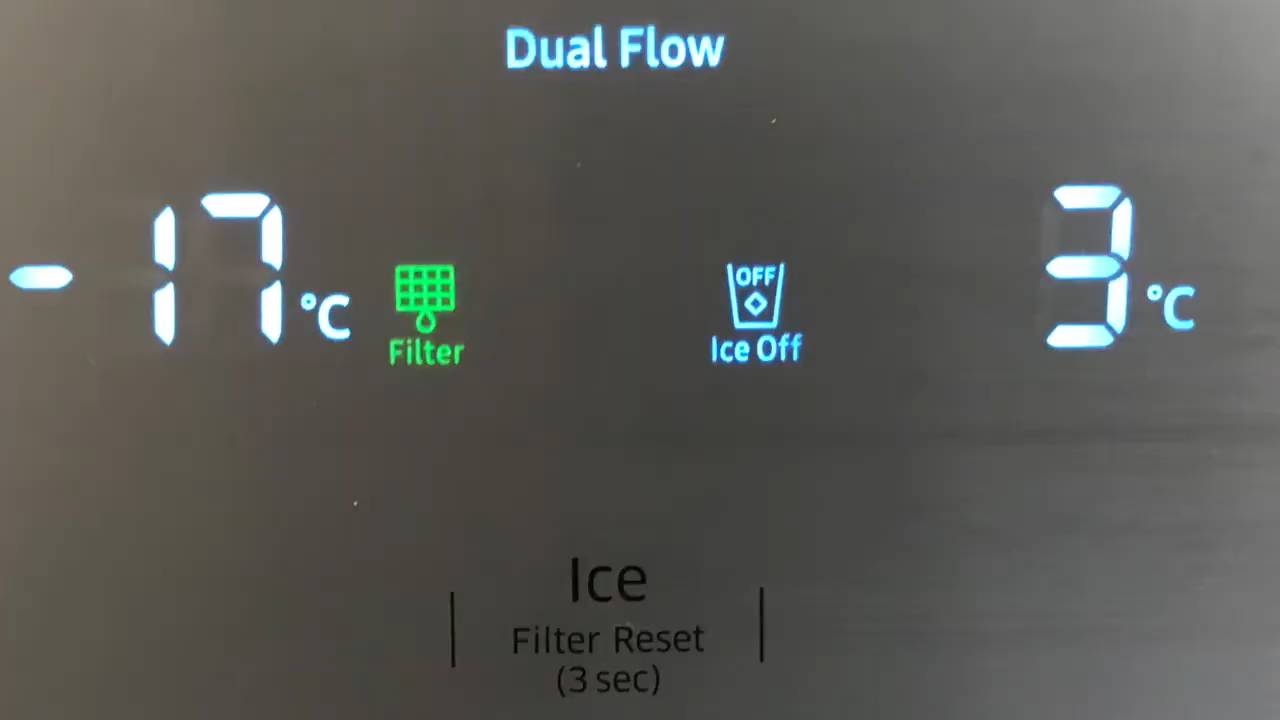 Dual Flow
-17 °C
Filter
OFF
Ice Off
3 °C
Ice
Filter Reset
(3 sec)